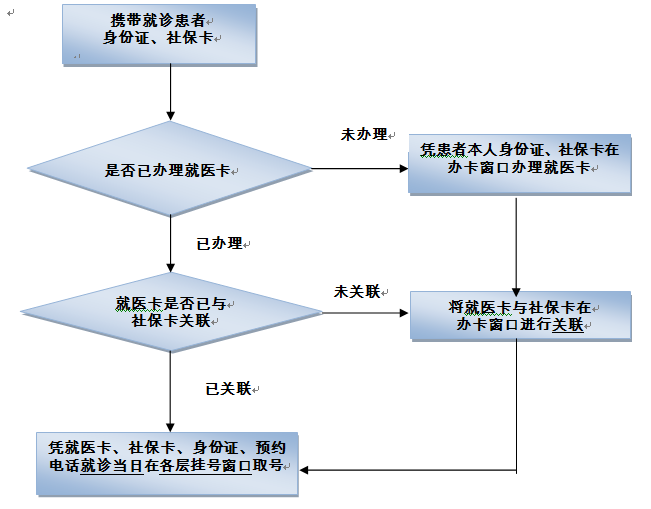 携带就诊患者
身份证、社保卡
未办理
是否已办理就医卡
凭患者本人身份证、社保卡在
办卡窗口办理就医卡
已办理
就医卡是否已与
社保卡关联
未关联
将就医卡与社保卡在
办卡窗口进行关联
已关联
凭就医卡、社保卡、身份证、预约
电话就诊当日在各层挂号窗口取号